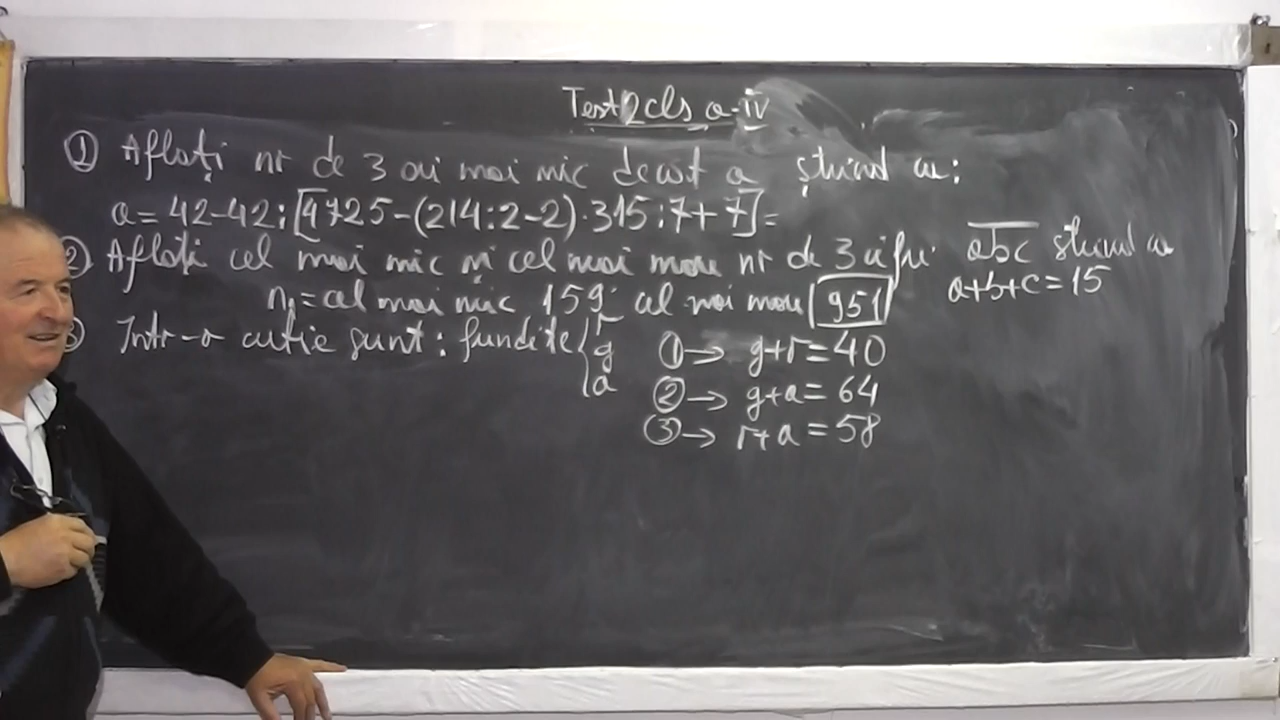 Test 2 cls a-IV
① Aflați nr de 3 ori mai mic decât a știind că:
a = 42-42:[4725-(214:2-2)·315:7+7]=
2) Aflați cel mai mic și cel mai mare nr de 3 cifre abc știind că
a+b+c=15
n₁=cel mai mic 159 cel mai mare 951
3 Intr-o cutie sunt: fundite { r
g
a
①→ g+r=40
②→ g+a=64
③→ r+a=58